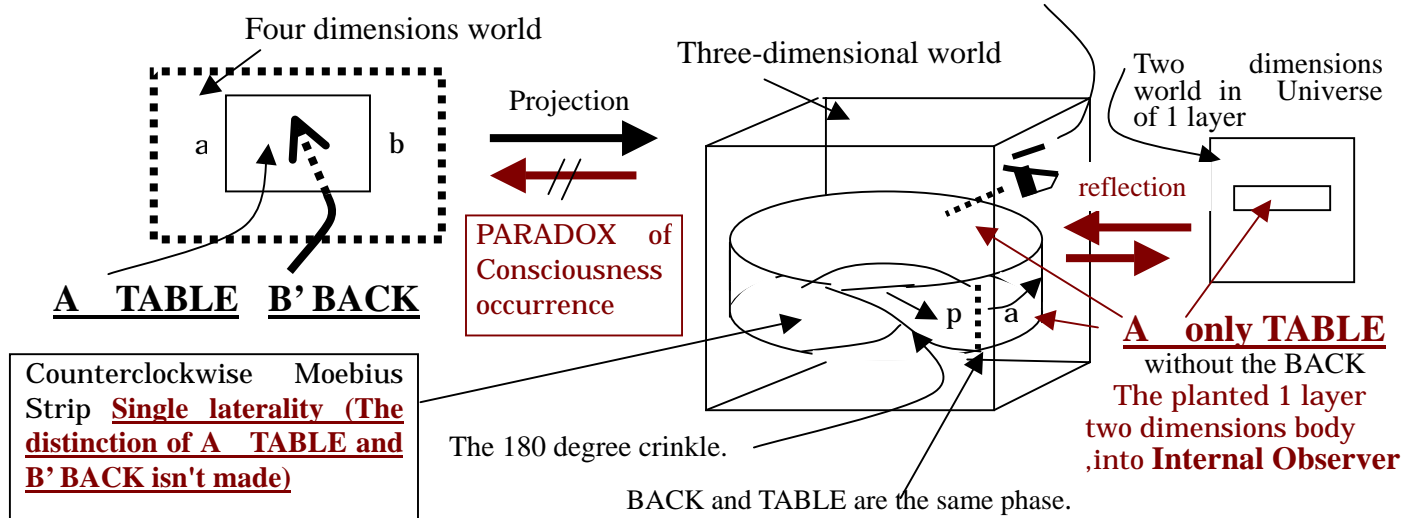 Four dimensions world
a
b
A TABLE B’ BACK
Projection
PARADOX of
Consciousness
occurrence
Counterclockwise Moebius
Strip Single laterality (The
distinction of A TABLE and
B’ BACK isn't made)
Three-dimensional world
p
a
The 180 degree crinkle.
BACK and TABLE are the same phase.
Two dimensions
world in Universe
of 1 layer
reflection
A only TABLE
without the BACK
The planted 1 layer
two dimensions body
,into Internal Observer